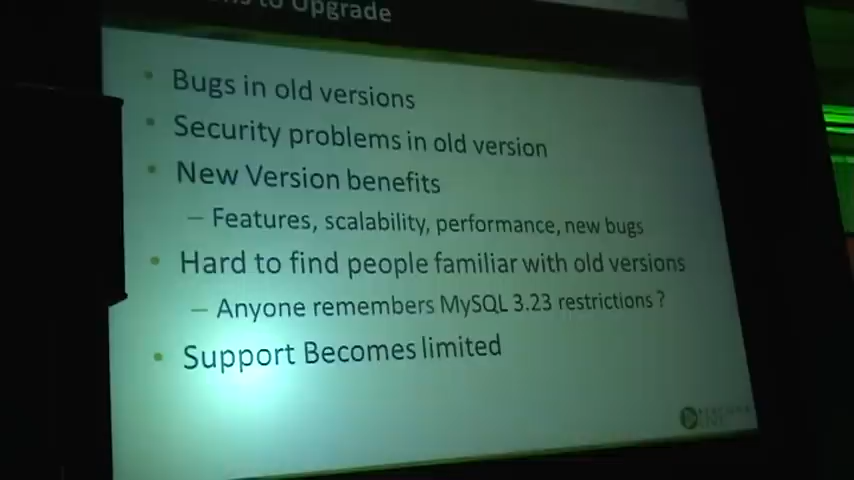 to Upgrade
Bugs in old versions
Security problems in old version
New Version benefits
– Features, scalability, performance, new bugs
Hard to find people familiar with old versions
– Anyone remembers MySQL 3.23 restrictions ?
Support Becomes limited